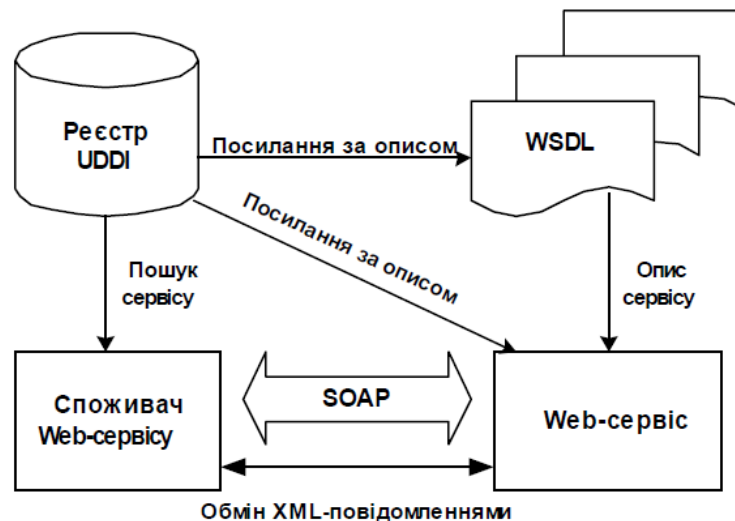 Реєстр
UDDI
Посилання за описом
WSDL
Посилання за описом
Пошук
сервісу
Опис
сервісу
Споживач
Web-сервісу
SOAP
Web-сервіс
Обмін XML-повідомленнями